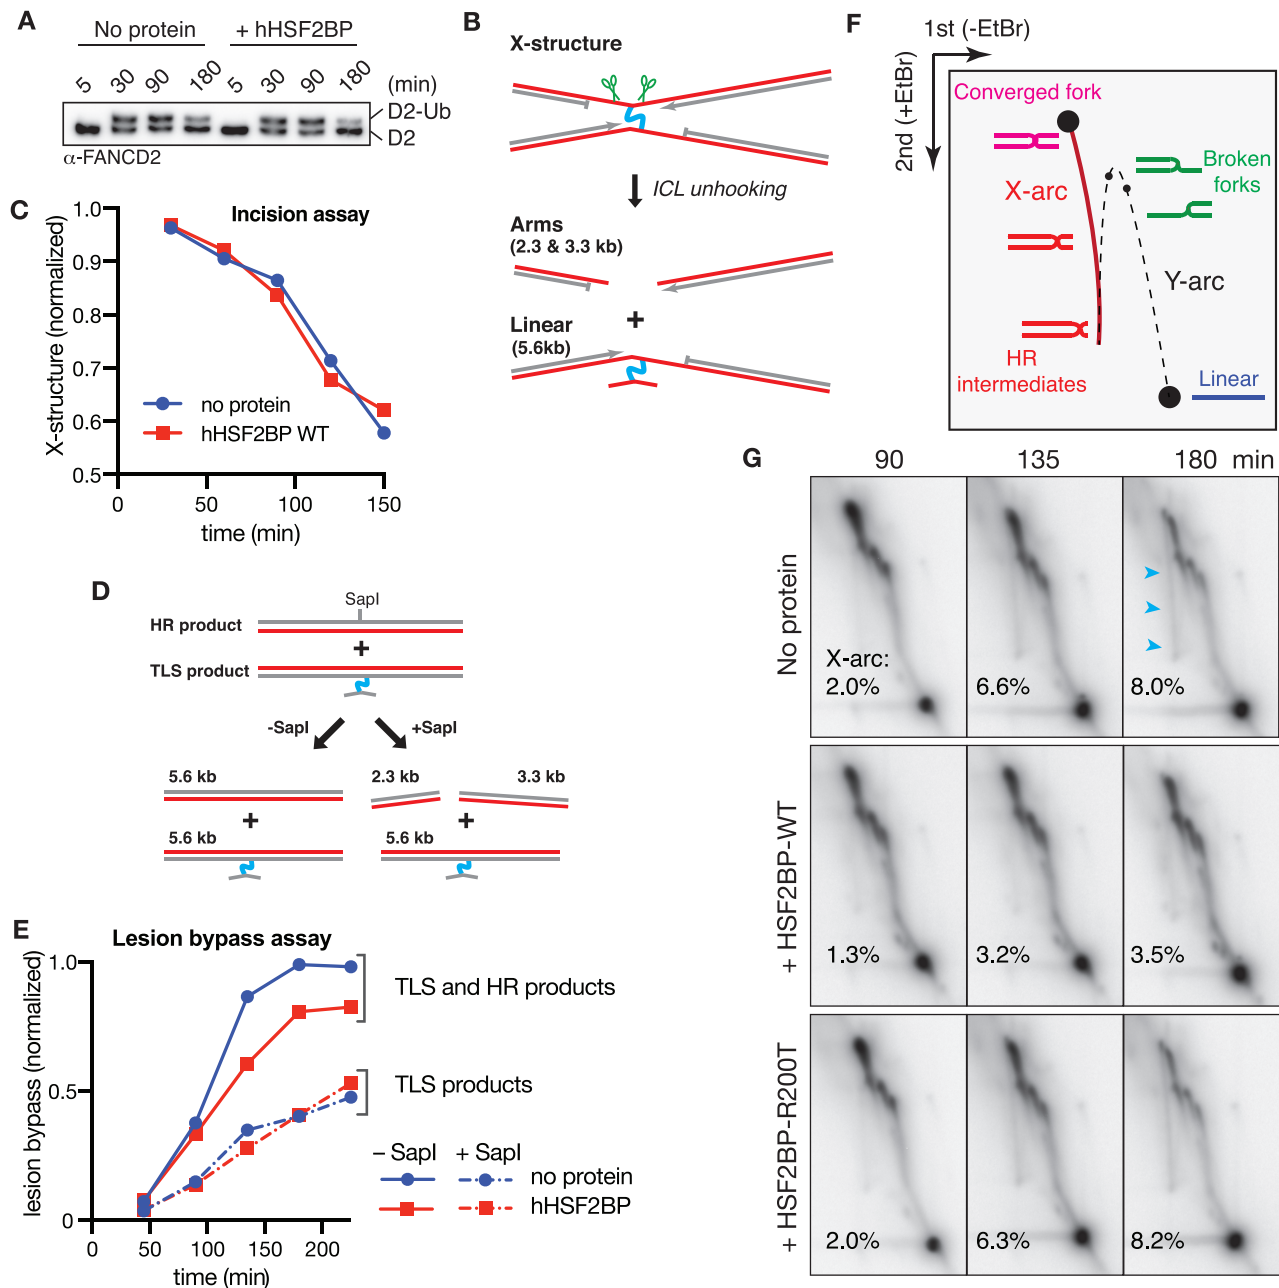 A
No protein
+ hHSF2BP
5 30 90 180 5 30 90 180 (min)
D2-Ub
D2
α-FANCD2
B
X-structure
ICL unhooking
Arms
(2.3 & 3.3 kb)
+
Linear
(5.6kb)
C
Incision assay
X-structure (normalized)
1.0
0.9
0.8
0.7
0.6
0.5
no protein
hHSF2BP WT
0 50 100 150
time (min)
D
SapI
HR product
+
TLS product
-SapI
+SapI
5.6 kb
2.3 kb
3.3 kb
+
+
5.6 kb
5.6 kb
E
Lesion bypass assay
lesion bypass (normalized)
1.0
0.5
0
TLS and HR products
TLS products
– SapI + SapI
no protein
hHSF2BP
0 50 100 150 200
time (min)
F
1st (-EtBr)
2nd (+EtBr)
Converged fork
Broken
forks
X-arc
Y-arc
HR
intermediates
Linear
G
90 135 180 min
No protein
X-arc:
2.0% 6.6% 8.0%
+ HSF2BP-WT
1.3% 3.2% 3.5%
+ HSF2BP-R200T
2.0% 6.3% 8.2%